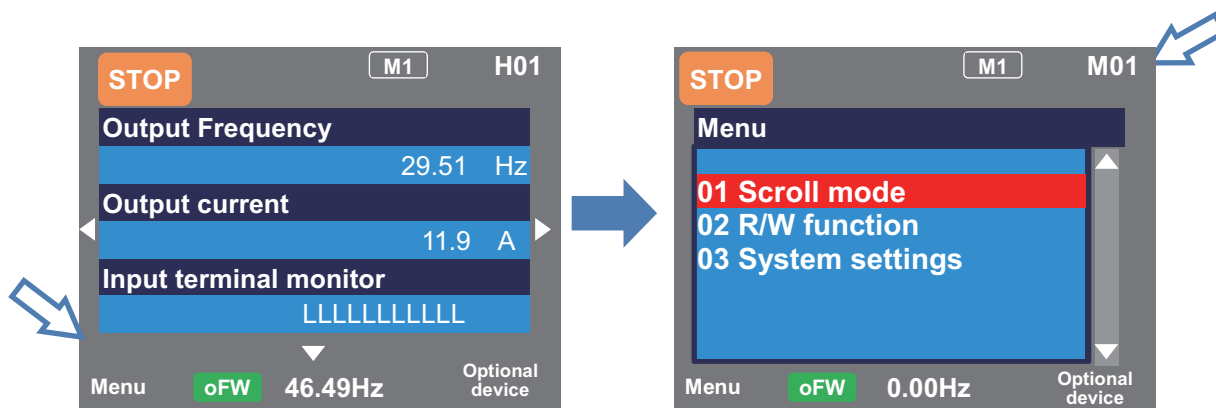 STOP M1 H01
Output Frequency
29.51 Hz
Output current
11.9 A
Input terminal monitor
LLLLLLLLLLL
Menu oFW 46.49Hz Optional device
STOP M1 M01
Menu
01 Scroll mode
02 R/W function
03 System settings
Menu oFW 0.00Hz Optional device